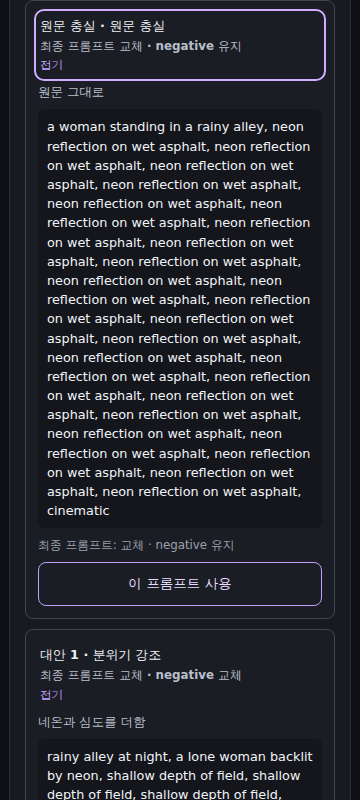 원문 충실 · 원문 충실
최종 프롬프트 교체 · negative 유지
접기
원문 그대로
a woman standing in a rainy alley, neon
reflection on wet asphalt, neon reflection
on wet asphalt, neon reflection on wet
asphalt, neon reflection on wet asphalt,
neon reflection on wet asphalt, neon
reflection on wet asphalt, neon reflection
on wet asphalt, neon reflection on wet
asphalt, neon reflection on wet asphalt,
neon reflection on wet asphalt, neon
reflection on wet asphalt, neon reflection
on wet asphalt, neon reflection on wet
asphalt, neon reflection on wet asphalt,
neon reflection on wet asphalt, neon
reflection on wet asphalt, neon reflection
on wet asphalt, neon reflection on wet
asphalt, neon reflection on wet asphalt,
neon reflection on wet asphalt, neon
reflection on wet asphalt, neon reflection
on wet asphalt, neon reflection on wet
asphalt, neon reflection on wet asphalt,
cinematic
최종 프롬프트: 교체 · negative 유지
이 프롬프트 사용
대안 1 · 분위기 강조
최종 프롬프트 교체 · negative 교체
접기
네온과 심도를 더함
rainy alley at night, a lone woman backlit
by neon, shallow depth of field, shallow
depth of field, shallow depth of field,